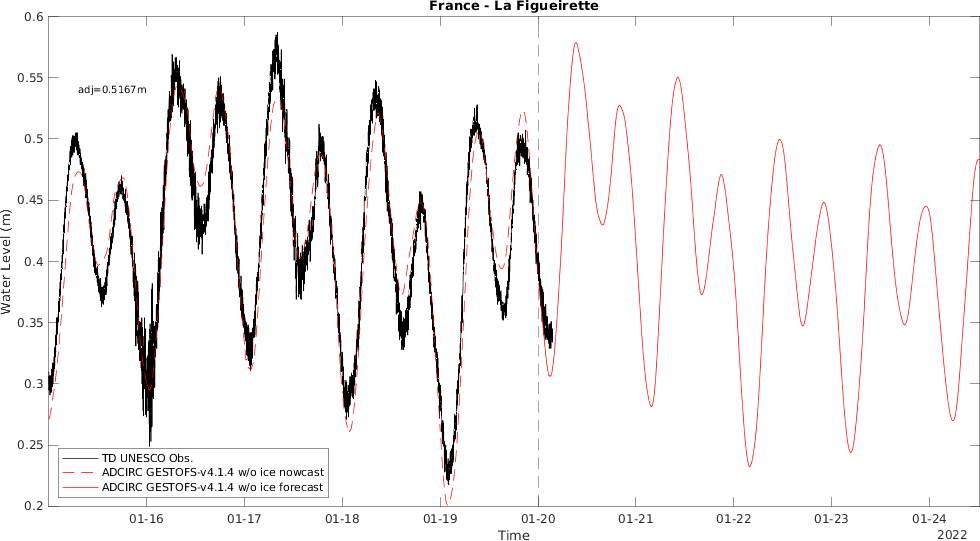 France - La Figueirette
0.6
0.55
0.5
0.45
0.4
0.35
0.3
0.25
0.2
Water Level (m)
adj=0.5167m
TD UNESCO Obs.
ADCIRC GESTOFS-v4.1.4 w/o ice nowcast
ADCIRC GESTOFS-v4.1.4 w/o ice forecast
01-16 01-17 01-18 01-19 01-20 01-21 01-22 01-23 01-24
Time
2022